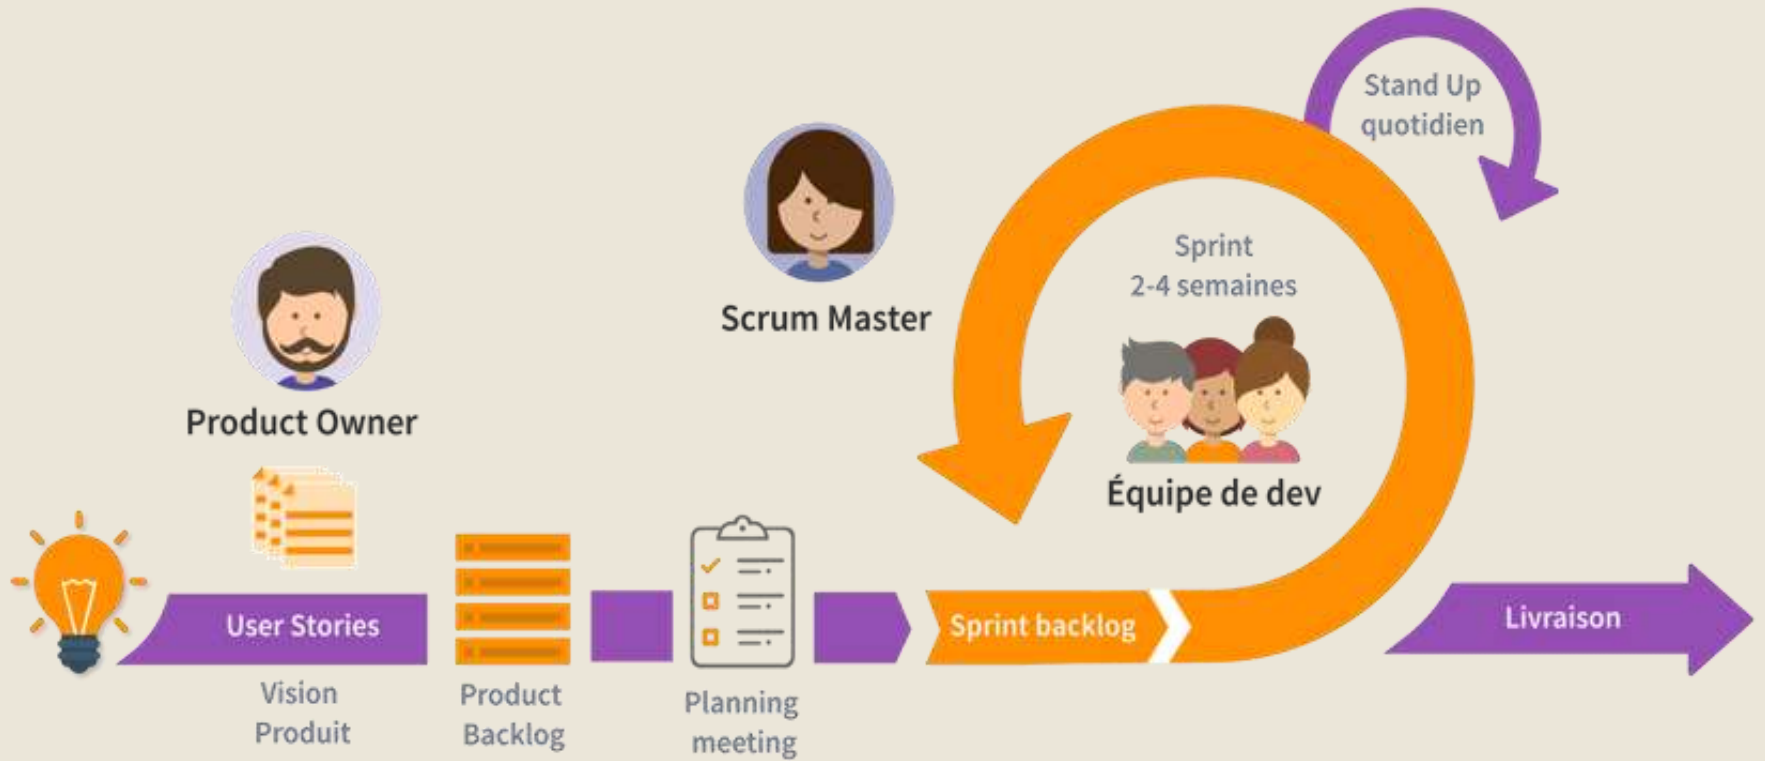 Stand Up
quotidien
Sprint
2-4 semaines
Scrum Master
Product Owner
Équipe de dev
User Stories
Sprint backlog
Livraison
Vision
Produit
Product
Backlog
Planning
meeting